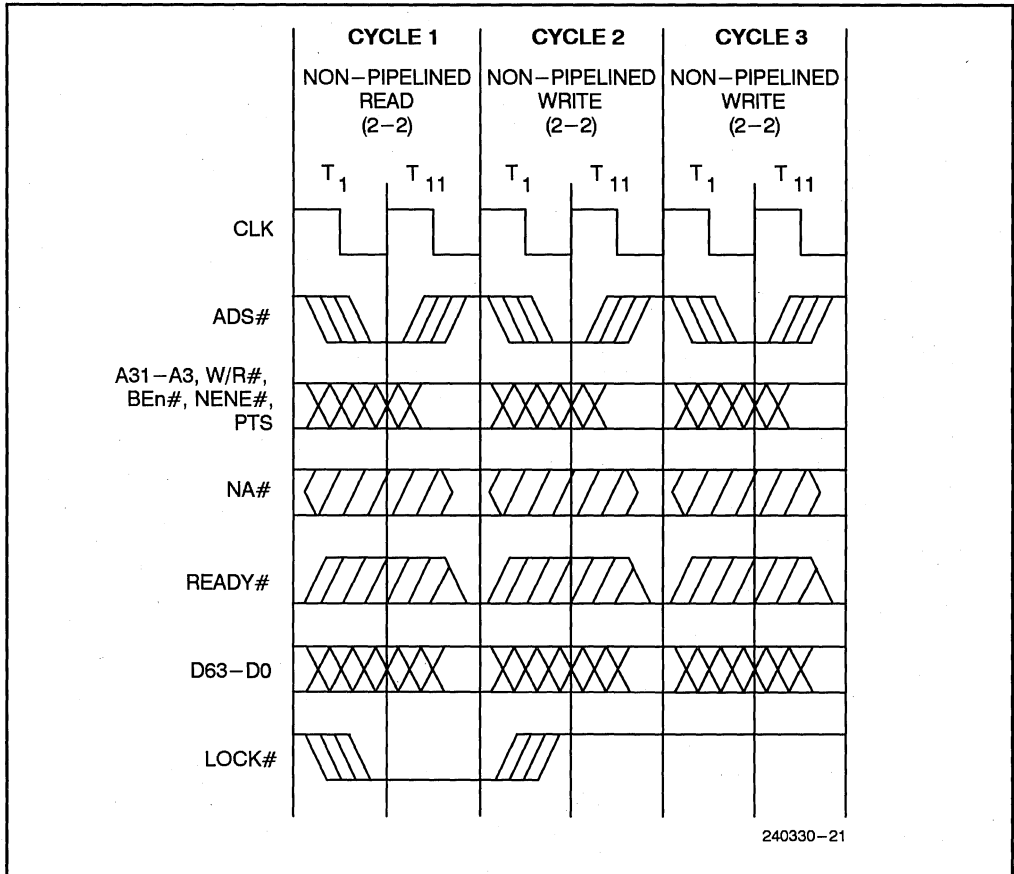 CYCLE 1
NON–PIPELINED
READ
(2–2)
CYCLE 2
NON–PIPELINED
WRITE
(2–2)
CYCLE 3
NON–PIPELINED
WRITE
(2–2)
T1 T11 T1 T11 T1 T11
CLK
ADS#
A31–A3, W/R#,
BEn#, NENE#,
PTS
NA#
READY#
D63–D0
LOCK#
240330–21